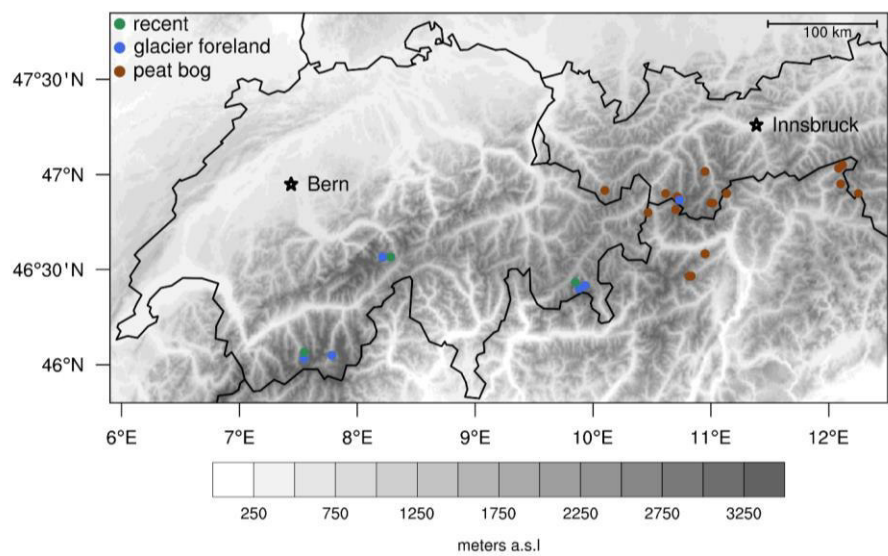 recent
glacier foreland
peat bog
100 km
47°30'N
47°N
46°30'N
46°N
Bern
Innsbruck
6°E 7°E 8°E 9°E 10°E 11°E 12°E
250 750 1250 1750 2250 2750 3250
meters a.s.l